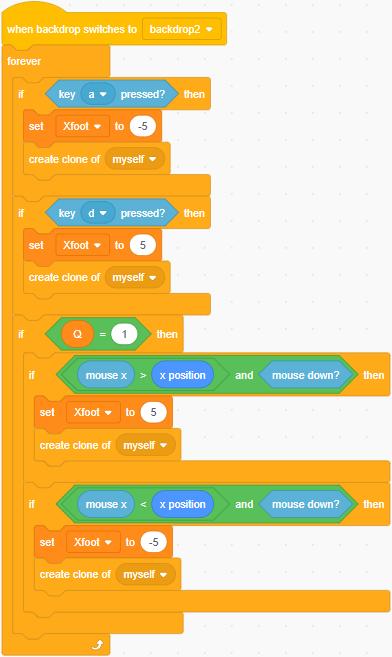 when backdrop switches to backdrop2
forever
if key a pressed? then
set Xfoot to -5
create clone of myself
if key d pressed? then
set Xfoot to 5
create clone of myself
if Q = 1 then
if mouse x > x position and mouse down? then
set Xfoot to 5
create clone of myself
if mouse x < x position and mouse down? then
set Xfoot to -5
create clone of myself